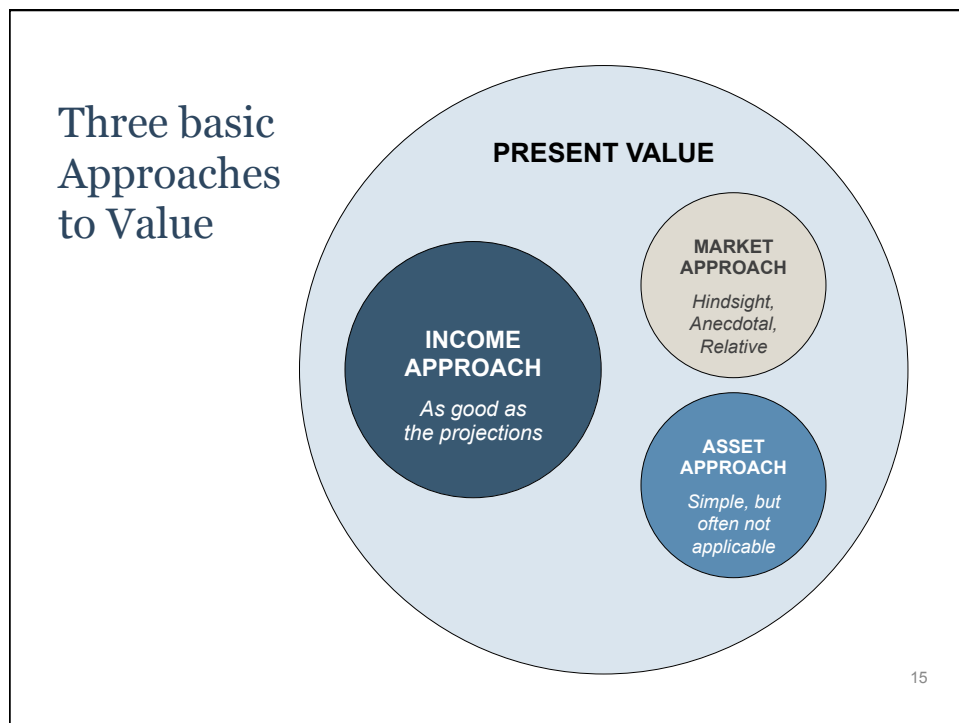 Three basic
Approaches
to Value
PRESENT VALUE
INCOME
APPROACH
As good as
the projections
MARKET
APPROACH
Hindsight,
Anecdotal,
Relative
ASSET
APPROACH
Simple, but
often not
applicable
15